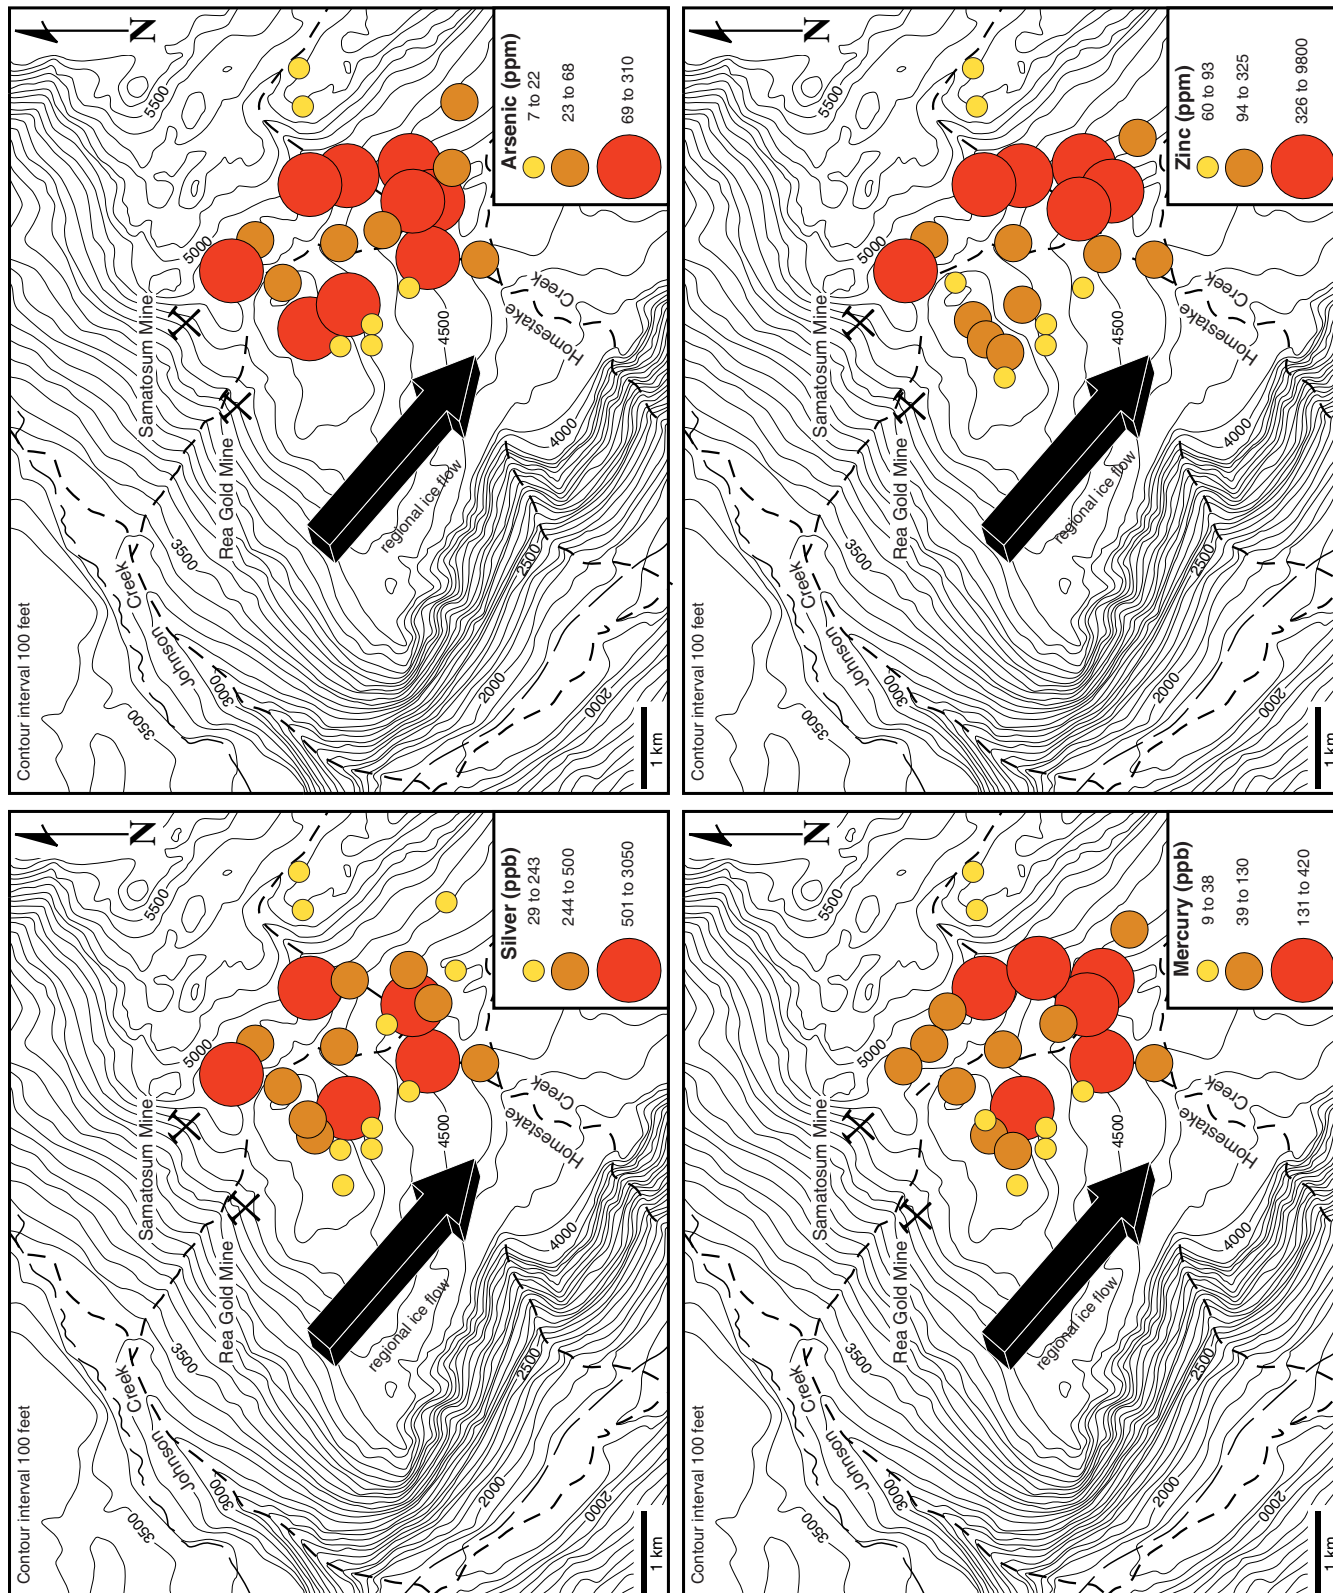 Contour interval 100 feet
N
5500
5000
Samatosum Mine
Rea Gold Mine
3500
Creek
Johnson
3000
3500
4500
Creek
Homestake
regional ice flow
4000
2500
2000
2000
1 km
Silver (ppb)
29 to 243
244 to 500
501 to 3050
Contour interval 100 feet
N
5500
5000
Samatosum Mine
Rea Gold Mine
3500
Creek
Johnson
3000
3500
4500
Creek
Homestake
regional ice flow
4000
2500
2000
2000
1 km
Arsenic (ppm)
7 to 22
23 to 68
69 to 310
Contour interval 100 feet
N
5500
5000
Samatosum Mine
Rea Gold Mine
3500
Creek
Johnson
3000
3500
4500
Creek
Homestake
regional ice flow
4000
2500
2000
2000
1 km
Mercury (ppb)
9 to 38
39 to 130
131 to 420
Contour interval 100 feet
N
5500
5000
Samatosum Mine
Rea Gold Mine
3500
Creek
Johnson
3000
3500
4500
Creek
Homestake
regional ice flow
4000
2500
2000
2000
1 km
Zinc (ppm)
60 to 93
94 to 325
326 to 9800